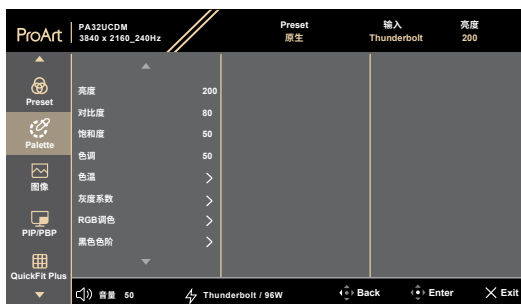 ProArt
PA32UCDM
3840 x 2160_240Hz
Preset
原生
输入
Thunderbolt
亮度
200
Preset
Palette
图像
PIP/PBP
QuickFit Plus
亮度 200
对比度 80
饱和度 50
色调 50
色温
灰度系数
RGB调色
黑色色阶
音量 50
Thunderbolt / 96W
Back
Enter
Exit